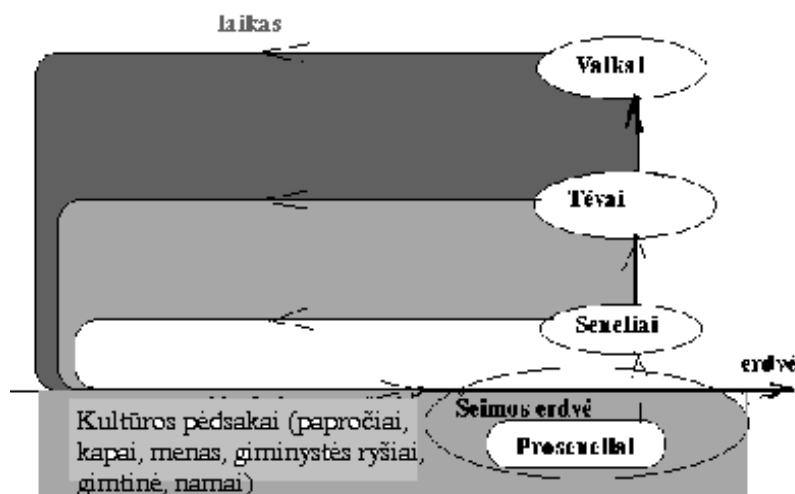 laikas
Vaikai
Tėvai
Seneliai
erdvė
Šeimos erdvė
Proseneliai
Kultūros pėdsakai (papročiai,
kapai, menas, giminystės ryšiai,
gimtinė, namai)